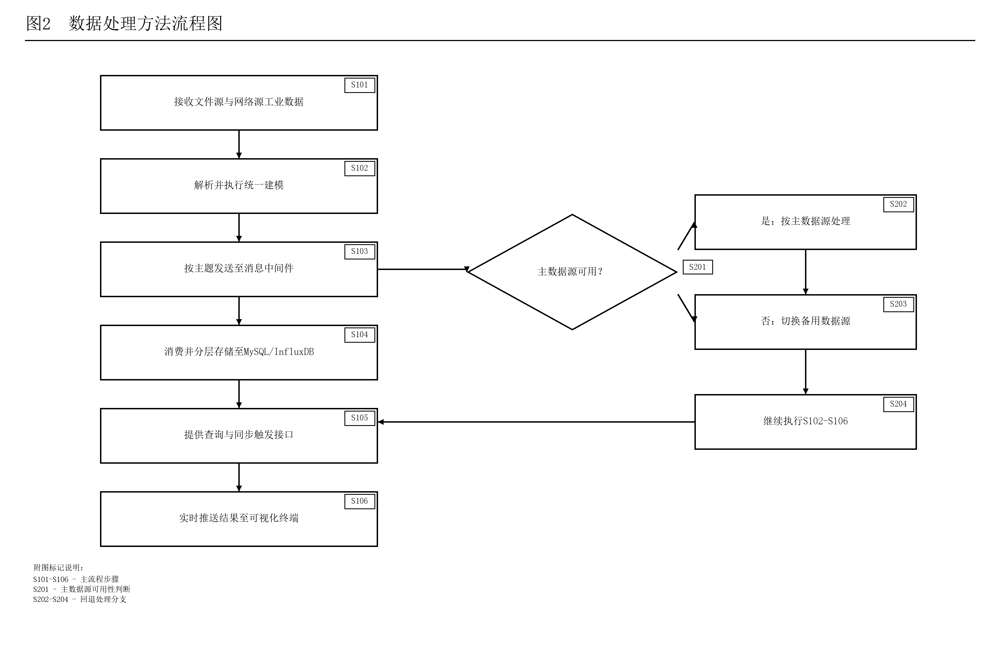 图2　数据处理方法流程图
S101
接收文件源与网络源工业数据
S102
解析并执行统一建模
S103
按主题发送至消息中间件
S104
消费并分层存储至MySQL/InfluxDB
S105
提供查询与同步触发接口
S106
实时推送结果至可视化终端
主数据源可用?
S201
S202
是: 按主数据源处理
S203
否: 切换备用数据源
S204
继续执行S102-S106
附图标记说明:
S101-S106 - 主流程步骤
S201 - 主数据源可用性判断
S202-S204 - 回退处理分支